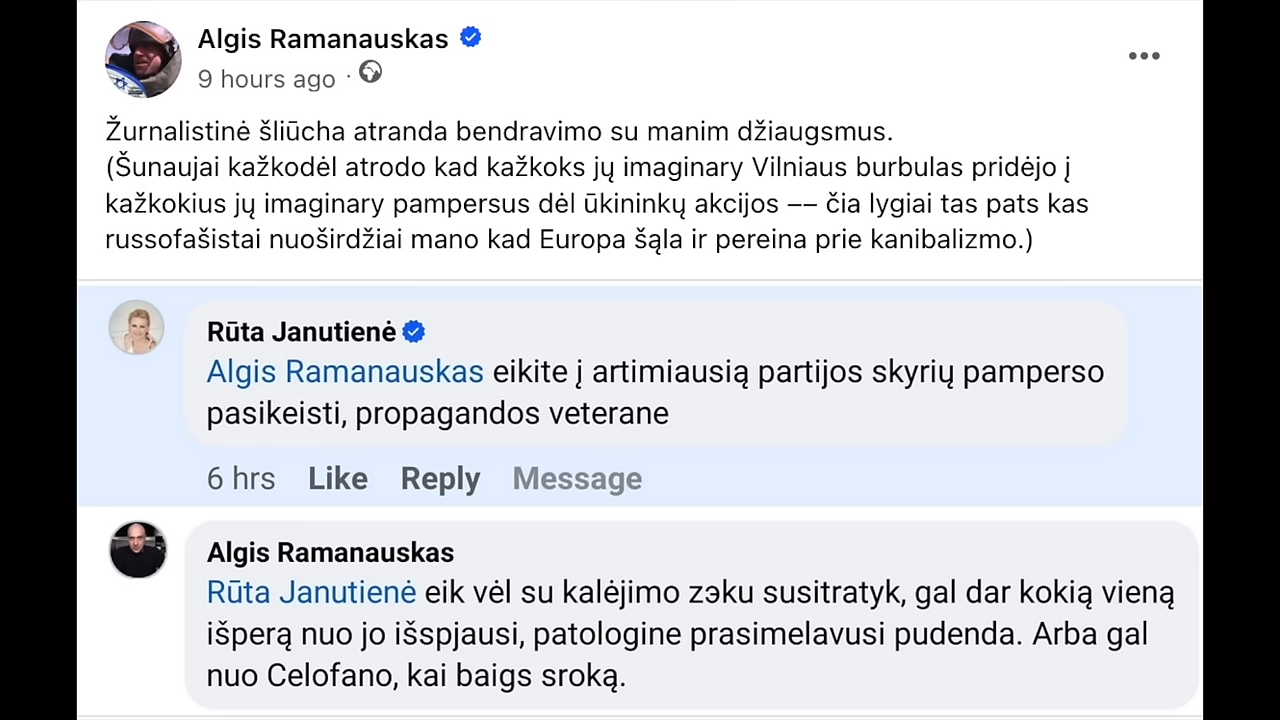 Algis Ramanauskas
9 hours ago ·
Žurnalistinė šliūcha atranda bendravimo su manim džiaugsmus.
(Šunaujai kažkodėl atrodo kad kažkoks jų imaginary Vilniaus burbulas pridėjo į
kažkokius jų imaginary pampersus dėl ūkininkų akcijos –– čia lygiai tas pats kas
russofašistai nuoširdžiai mano kad Europa šąla ir pereina prie kanibalizmo.)
Rūta Janutienė
Algis Ramanauskas eikite į artimiausią partijos skyrių pamperso
pasikeisti, propagandos veterane
6 hrs Like Reply Message
Algis Ramanauskas
Rūta Janutienė eik vėl su kalėjimo zэku susitratyk, gal dar kokią vieną
išperą nuo jo išspjausi, patologine prasimelavusi pudenda. Arba gal
nuo Celofano, kai baigs sroką.